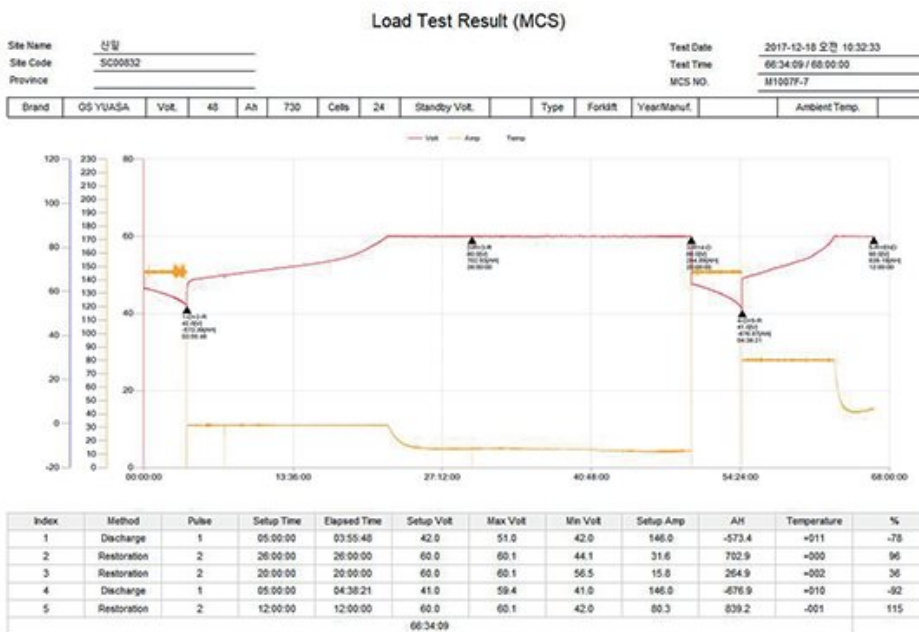 Load Test Result (MCS)
Site Name 신일
Site Code SC00832
Province
Test Date 2017-12-18 오전 10:32:33
Test Time 66:34:09 / 68:00:00
MCS NO. M1007F-7
Brand GS YUASA Volt. 48 Ah 730 Cells 24 Standby Volt. Type Forklift Year/Manuf. Ambient Temp.
Volt Amp Temp
120 230 80
220
210
100 200
190
180
80 170 60
160
150
140
60 130
120 40
110
40 100
90
80
20 70 20
60
50
40
0 30
20
10
-20 0 0
00:00:00 13:36:00 27:12:00 40:48:00 54:24:00 68:00:00
Index Method Pulse Setup Time Elapsed Time Setup Volt Max Volt Min Volt Setup Amp AH Temperature %
1 Discharge 1 05:00:00 03:55:48 42.0 51.0 42.0 146.0 -573.4 +011 -78
2 Restoration 2 26:00:00 26:00:00 60.0 60.1 44.1 31.6 702.9 +000 96
3 Restoration 2 20:00:00 20:00:00 60.0 60.1 56.5 15.8 264.9 +002 36
4 Discharge 1 05:00:00 04:38:21 41.0 59.4 41.0 146.0 -676.9 +010 -92
5 Restoration 2 12:00:00 12:00:00 60.0 60.1 42.0 80.3 839.2 -001 115
66:34:09